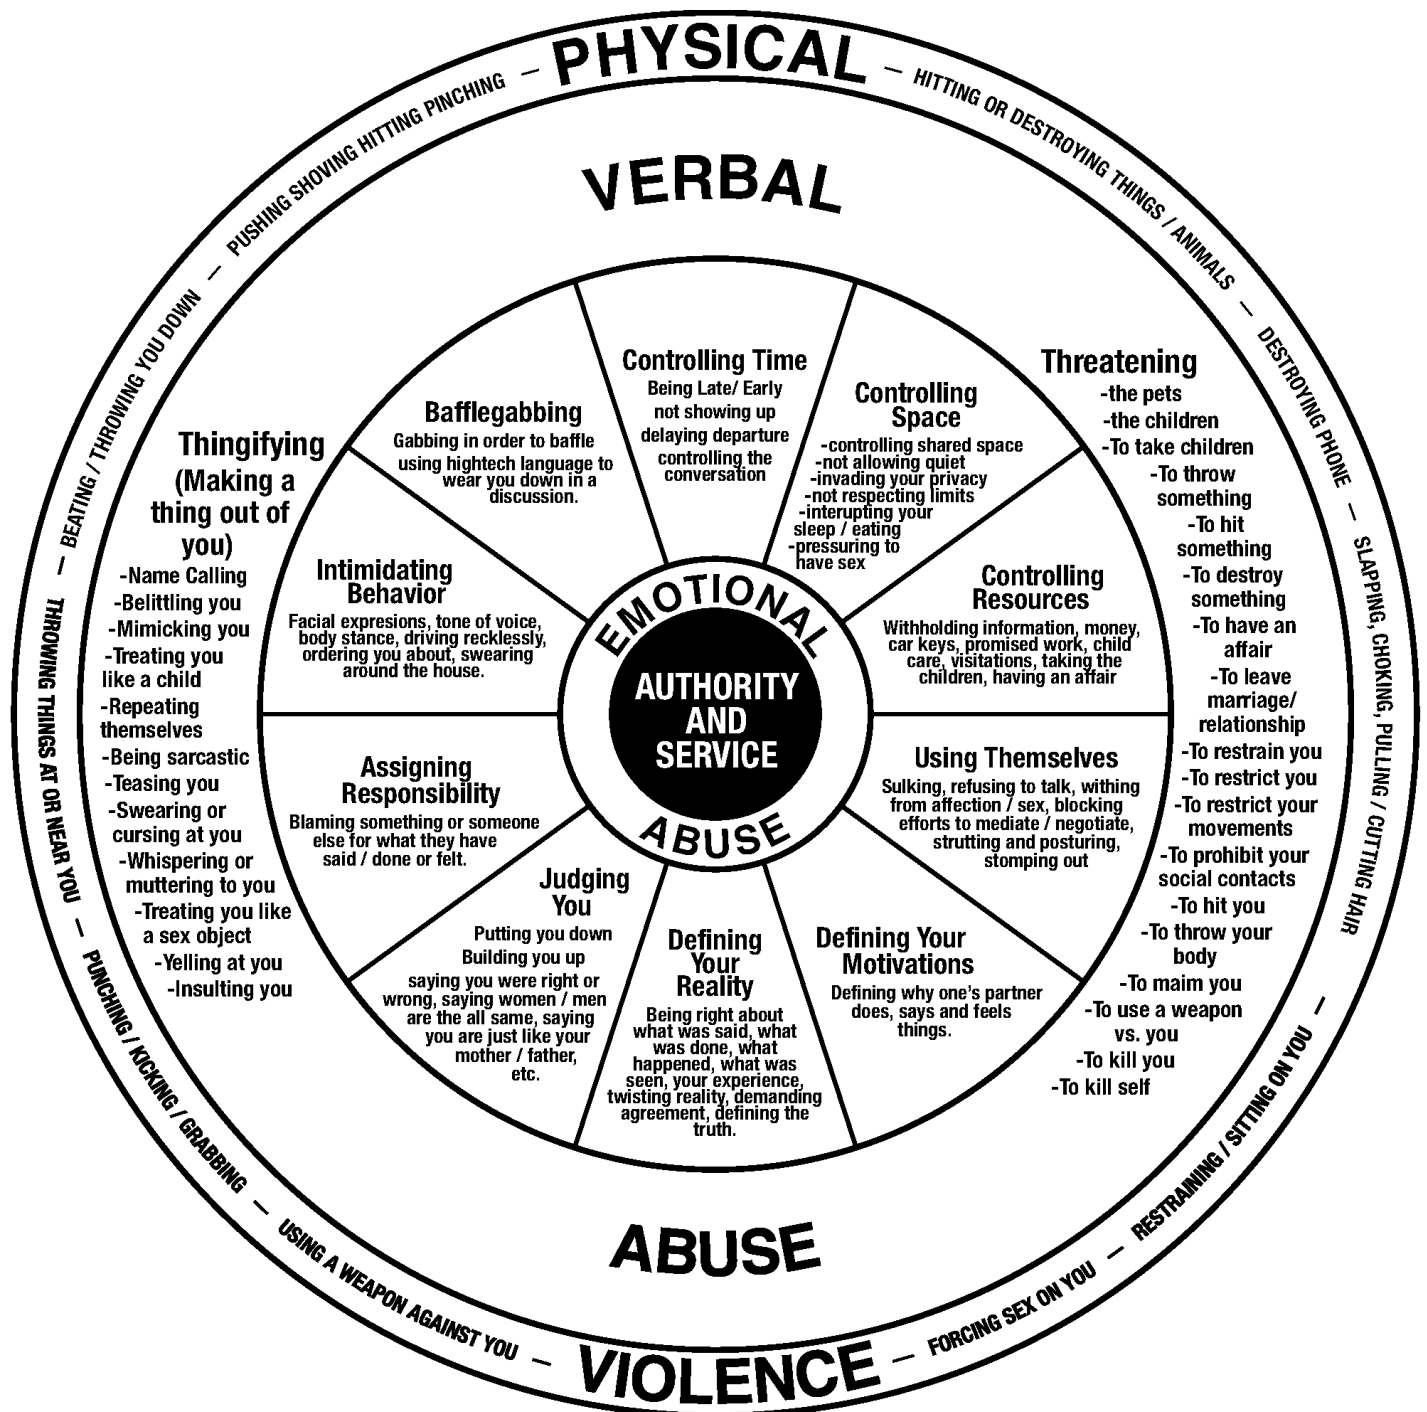 PHYSICAL
— HITTING OR DESTROYING THINGS / ANIMALS — DESTROYING PHONE — SLAPPING, CHOKING, PULLING / CUTTING HAIR
RESTRAINING / SITTING ON YOU —
FORCING SEX ON YOU —
VIOLENCE —
USING A WEAPON AGAINST YOU —
PUNCHING / KICKING / GRABBING —
THROWING THINGS AT OR NEAR YOU —
BEATING / THROWING YOU DOWN —
PUSHING SHOVING HITTING PINCHING —
VERBAL
ABUSE
Thingifying
(Making a
thing out of
you)
-Name Calling
-Belittling you
-Mimicking you
-Treating you
like a child
-Repeating
themselves
-Being sarcastic
-Teasing you
-Swearing or
cursing at you
-Whispering or
muttering to you
-Treating you like
a sex object
-Yelling at you
-Insulting you
Threatening
-the pets
-the children
-To take children
-To throw
something
-To hit
something
-To destroy
something
-To have an
affair
-To leave
marriage/
relationship
-To restrain you
-To restrict you
-To restrict your
movements
-To prohibit your
social contacts
-To hit you
-To throw your
body
-To maim you
-To use a weapon
vs. you
-To kill you
-To kill self
Controlling Time
Being Late/ Early
not showing up
delaying departure
controlling the
conversation
Controlling
Space
-controlling shared space
-not allowing quiet
-invading your privacy
-not respecting limits
-interupting your
sleep / eating
-pressuring to
have sex
Controlling
Resources
Withholding information, money,
car keys, promised work, child
care, visitations, taking the
children, having an affair
Using Themselves
Sulking, refusing to talk, withing
from affection / sex, blocking
efforts to mediate / negotiate,
strutting and posturing,
stomping out
Defining Your
Motivations
Defining why one's partner
does, says and feels
things.
Defining
Your
Reality
Being right about
what was said, what
was done, what
happened, what was
seen, your experience,
twisting reality, demanding
agreement, defining the
truth.
Judging
You
Putting you down
Building you up
saying you were right or
wrong, saying women / men
are the all same, saying
you are just like your
mother / father,
etc.
Assigning
Responsibility
Blaming something or someone
else for what they have
said / done or felt.
Intimidating
Behavior
Facial expresions, tone of voice,
body stance, driving recklessly,
ordering you about, swearing
around the house.
Bafflegabbing
Gabbing in order to baffle
using hightech language to
wear you down in a
discussion.
EMOTIONAL
ABUSE
AUTHORITY
AND
SERVICE